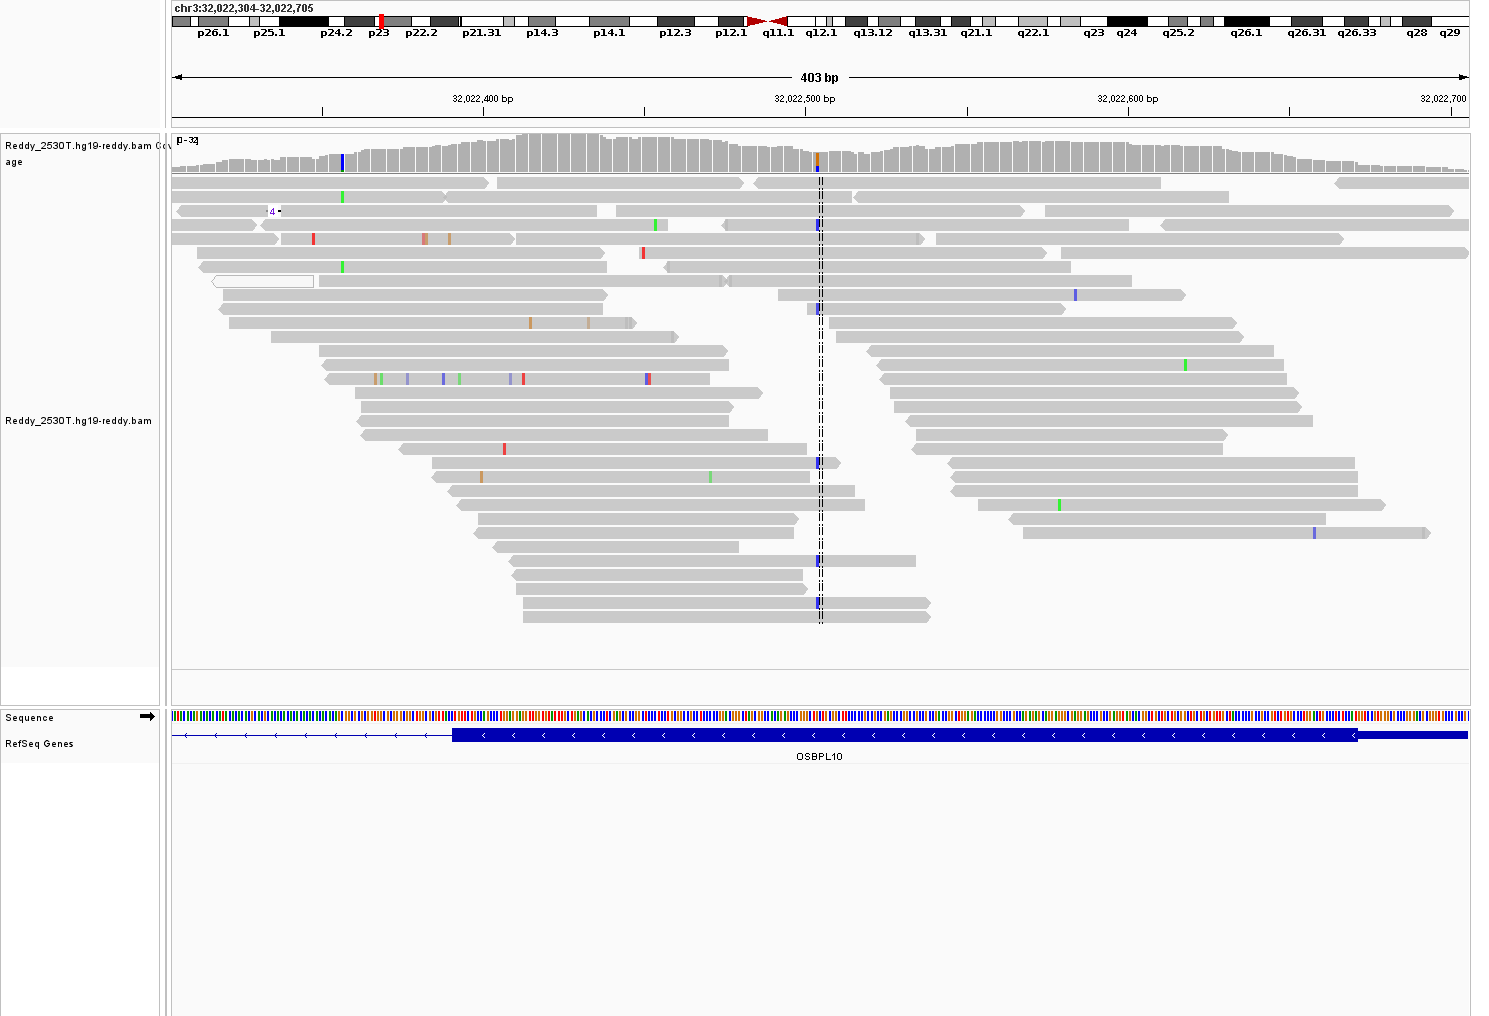 chr3:32,022,304-32,022,705
p26.1 p25.1 p24.2 p23 p22.2 p21.31 p14.3 p14.1 p12.3 p12.1 q11.1 q12.1 q13.12 q13.31 q21.1 q22.1 q23 q24 q25.2 q26.1 q26.31 q26.33 q28 q29
403 bp
32,022,400 bp 32,022,500 bp 32,022,600 bp 32,022,700
Reddy_2530T.hg19-reddy.bam Cov
age
[0-32]
4
Reddy_2530T.hg19-reddy.bam
Sequence
RefSeq Genes
OSBPL10